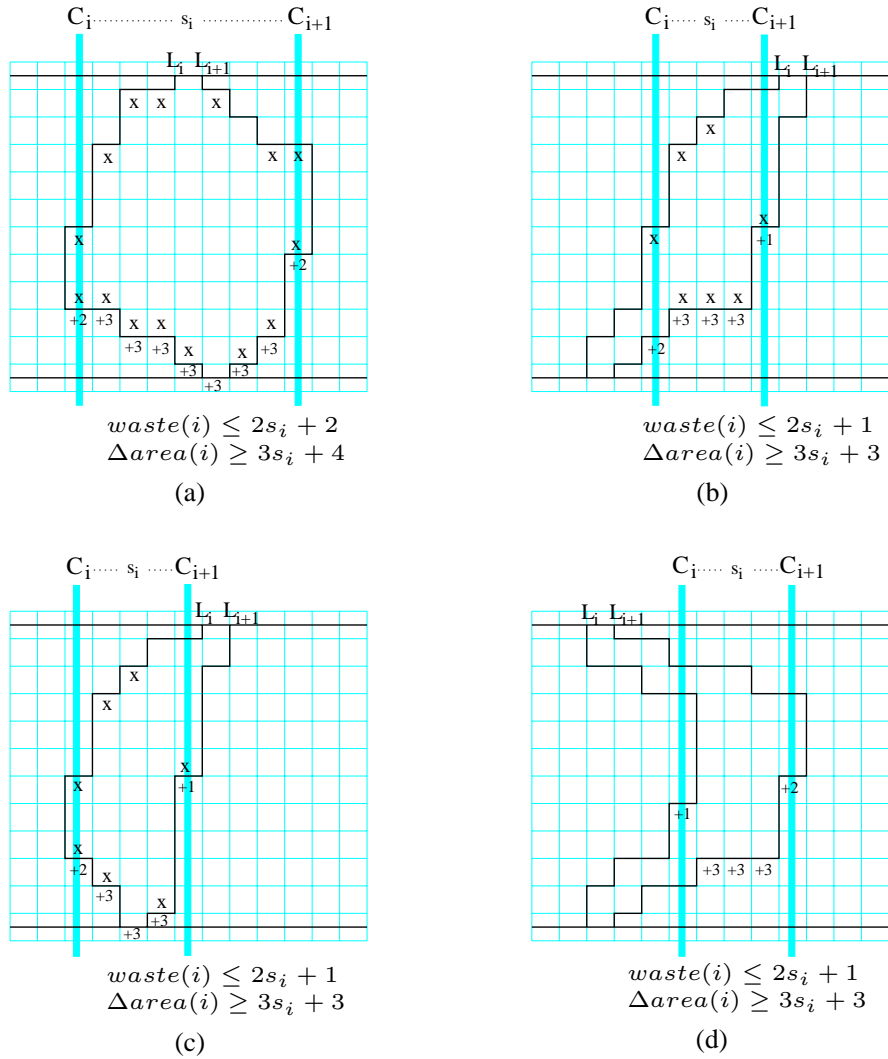 C_i ........ s_i ........ C_{i+1}
L_i L_{i+1}
x x x
x x x
x x
+2
x x x
+2 +3
x x x
+3 +3 +3
x x
+3 +3
+3
waste(i) ≤ 2s_i + 2
Δarea(i) ≥ 3s_i + 4
(a)
C_i ..... s_i ..... C_{i+1}
L_i L_{i+1}
x
x
x x
+1
x x x
+3 +3 +3
+2
waste(i) ≤ 2s_i + 1
Δarea(i) ≥ 3s_i + 3
(b)
C_i ..... s_i ..... C_{i+1}
L_i L_{i+1}
x
x
x x
+1
x
+2 x
+3 x
+3 +3
waste(i) ≤ 2s_i + 1
Δarea(i) ≥ 3s_i + 3
(c)
C_i ..... s_i ..... C_{i+1}
L_i L_{i+1}
+2
+1
+3 +3 +3
waste(i) ≤ 2s_i + 1
Δarea(i) ≥ 3s_i + 3
(d)